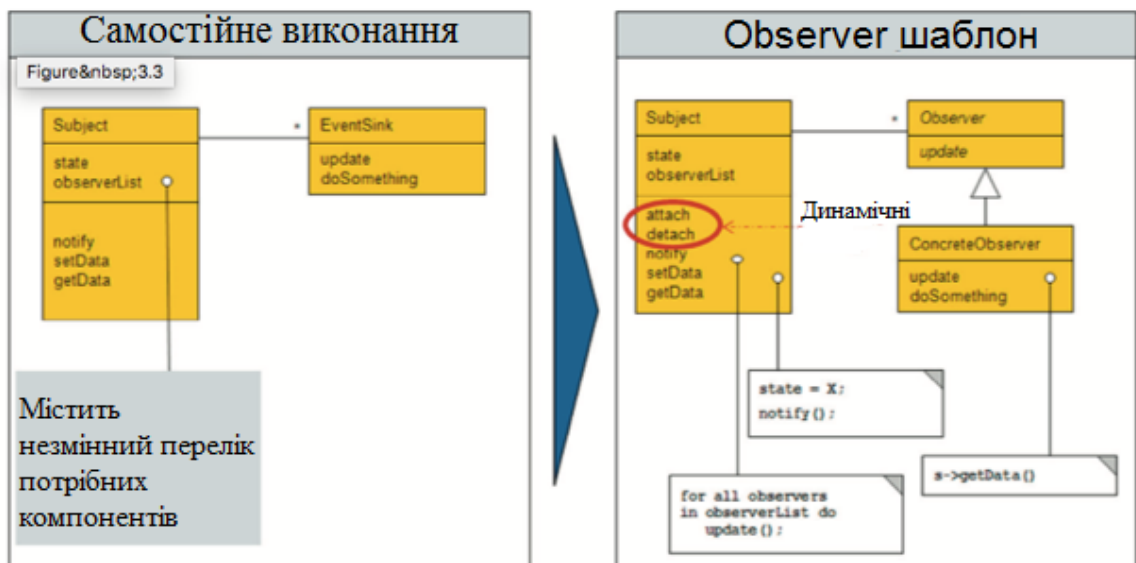 Самостійне виконання
Figure&nbsp;3.3
Subject
state
observerList
notify
setData
getData
*
EventSink
update
doSomething
Містить
незмінний перелік
потрібних
компонентів
Observer шаблон
Subject
state
observerList
attach
detach
notify
setData
getData
*
Observer
update
Динамічні
ConcreteObserver
update
doSomething
state = X;
notify();
s->getData()
for all observers
in observerList do
update();